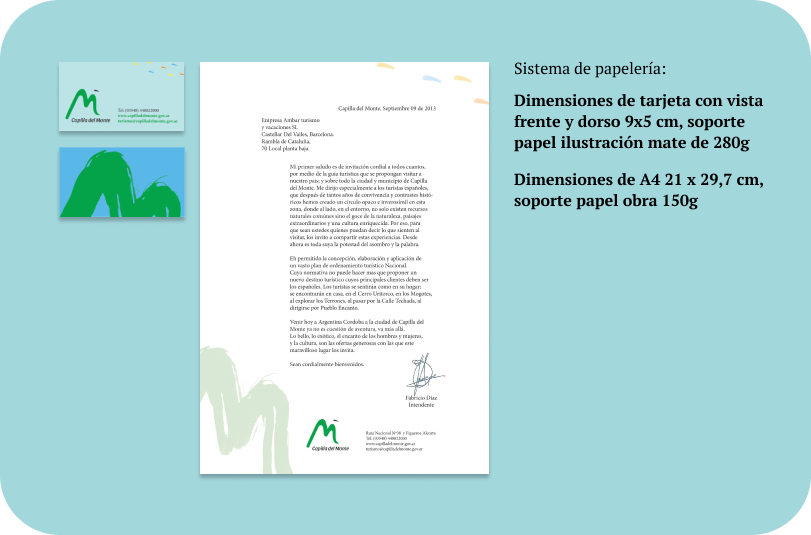 Capilla del Monte
Tel. (03548) 448022000
www.capilladelmonte.gov.ar
turismo@capilladelmonte.gov.ar
Capilla del Monte, Septiembre 09 de 2013
Empresa Ambar turismo
y vacaciones SL
Castellar Del Valles, Barcelona.
Rambla de Cataluña.
70 Local planta baja.
Mi primer saludo es de invitación cordial a todos cuantos,
por medio de la guía turística que se propongan visitar a
nuestro país; y sobre todo la ciudad y municipio de Capilla
del Monte. Me dirijo especialmente a los turistas españoles,
que después de tantos años de convivencia y contrastes histó-
ricos hemos creado un círculo opaco e inverosímil en esta
zona, donde al lado, en el entorno, no solo existen recursos
naturales comúnes sino el goce de la naturaleza, paisajes
extraordinarios y una cultura enriquecida. Por eso, para
que sean ustedes quienes puedan decir lo que sienten al
visitar, los invito a compartir estas experiencias. Desde
ahora es toda suya la potestad del asombro y la palabra.
Eh permitido la concepción, elaboración y aplicación de
un vasto plan de ordenamiento turístico Nacional.
Cuya normativa no puede hacer mas que proponer un
nuevo destino turístico cuyos principales clientes deben ser
los españoles. Los turistas se sentirán como en su hogar;
se encontrarán en casa, en el Cerro Uritorco, en los Mogotes,
al explorar los Terrones, al pasar por la Calle Techada, al
dirigirse por Pueblo Encanto.
Venir hoy a Argentina Cordoba a la ciudad de Capilla del
Monte ya no es cuestión de aventura, va más allá.
Lo bello, lo exótico, el encanto de los hombres y mujeres,
y la cultura, son las ofertas generosas con las que este
maravilloso lugar los invita.
Sean cordialmente bienvenidos.
Fabricio Díaz
Intendente
Capilla del Monte
Ruta Nacional Nº38 y Figueroa Alcorta
Tel. (03548) 448022000
www.capilladelmonte.gov.ar
turismo@capilladelmonte.gov.ar
Sistema de papelería:
Dimensiones de tarjeta con vista
frente y dorso 9x5 cm, soporte
papel ilustración mate de 280g
Dimensiones de A4 21 x 29,7 cm,
soporte papel obra 150g